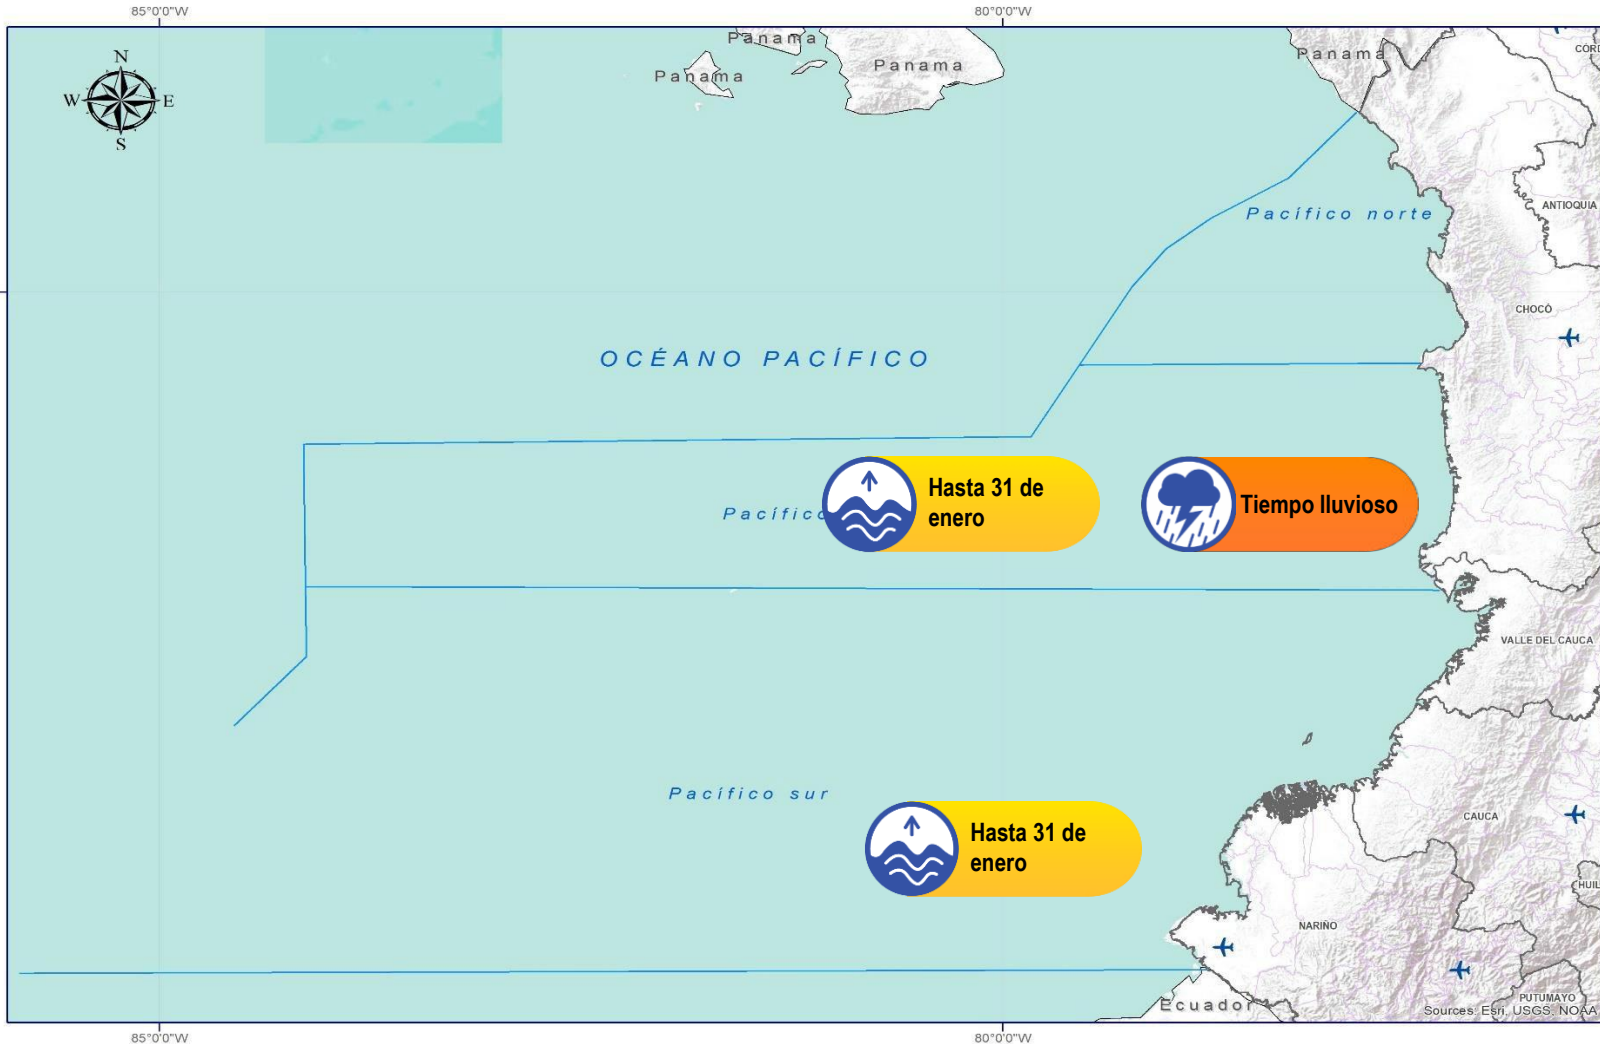 85°0'0"W
80°0'0"W
N
W
E
S
Panama
Panama
Panama
Panama
ANTIOQUIA
Pacífico norte
CHOCÓ
OCÉANO PACÍFICO
Pacífico
Hasta 31 de
enero
Tiempo lluvioso
VALLE DEL CAUCA
Pacífico sur
Hasta 31 de
enero
CAUCA
NARIÑO
Ecuador
PUTUMAYO
Sources: Esri, USGS, NOAA
85°0'0"W
80°0'0"W